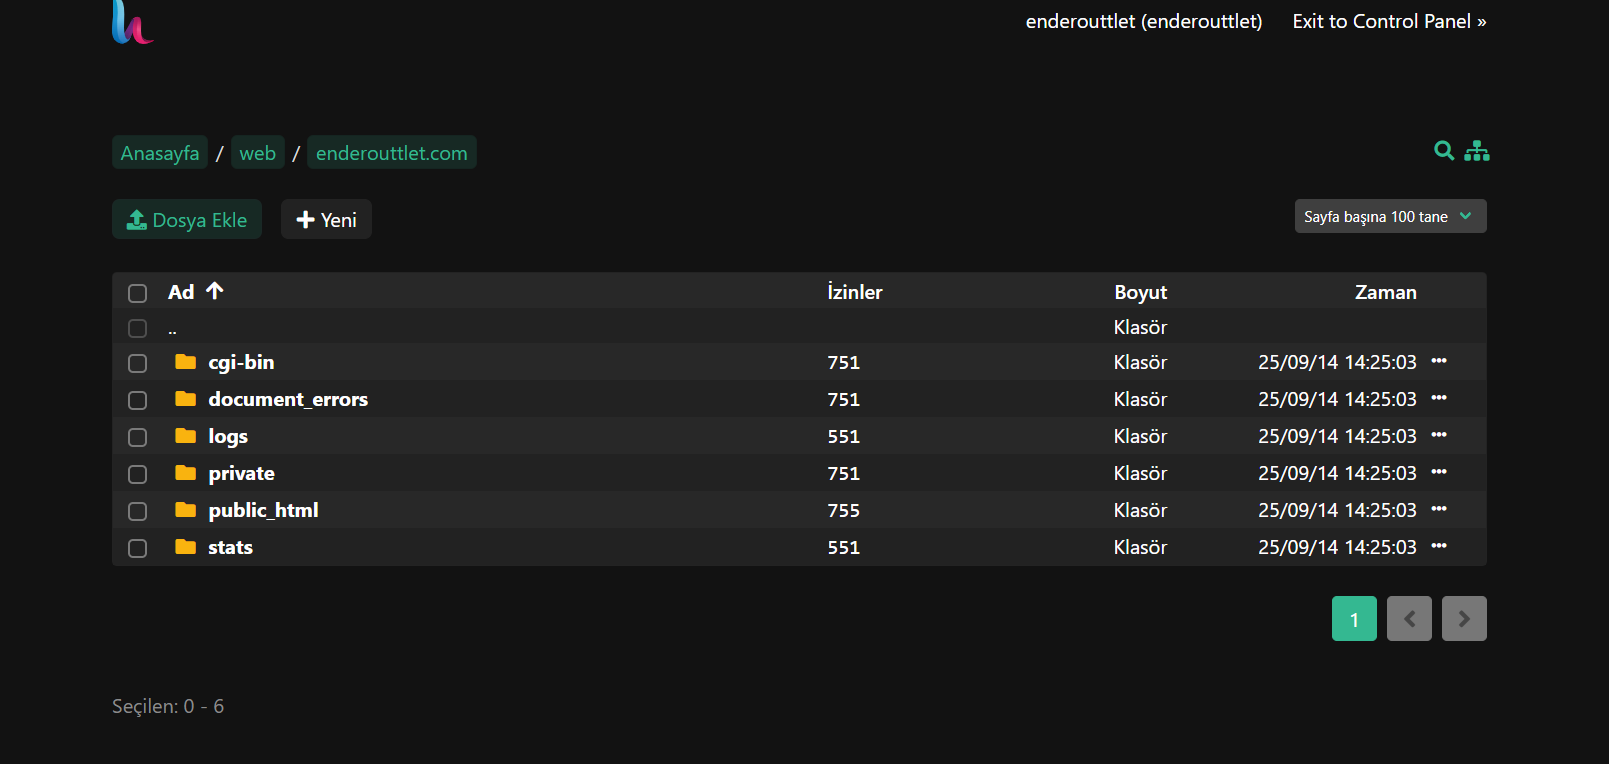 enderouttlet (enderouttlet) Exit to Control Panel »
Anasayfa / web / enderouttlet.com
Dosya Ekle Yeni Sayfa başına 100 tane
Ad İzinler Boyut Zaman
.. Klasör
cgi-bin 751 Klasör 25/09/14 14:25:03
document_errors 751 Klasör 25/09/14 14:25:03
logs 551 Klasör 25/09/14 14:25:03
private 751 Klasör 25/09/14 14:25:03
public_html 755 Klasör 25/09/14 14:25:03
stats 551 Klasör 25/09/14 14:25:03
1
Seçilen: 0 - 6